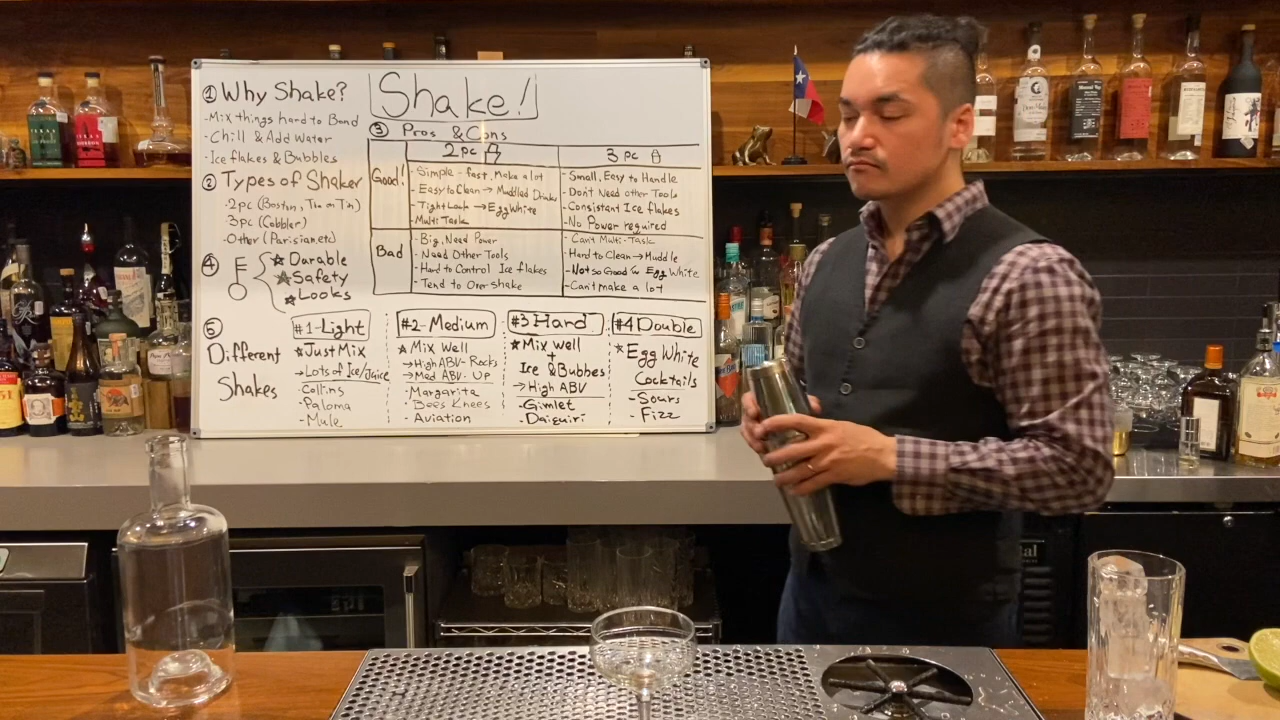 Shake!
① Why Shake?
-Mix things hard to Band
-Chill & Add Water
-Ice flakes & Bubbles
② Types of Shaker
-2pc (Boston, Tin on Tin)
-3pc (Cobbler)
-Other (Parisian,etc)
③ Pros & Cons
2pc
3 pc
Good!
-Simple - fast, Make a lot
-Easy to Clean → Muddled Drinks
-Tight Lock → Egg White
Multi Task
-Small, Easy to Handle
-Don't Need other Tools
-Consistant Ice flakes
-No Power required
Bad
-Big, Need Power
-Need Other Tools
-Hard to Control Ice flakes
-Tend to Over shake
-Can't Multi-Task
-Hard to Clean → Muddle
-Not so Good w Egg White
-Can't make a lot
④
★ Durable
★ Safety
★ Looks
⑤ Different Shakes
#1-Light
★ Just Mix
→ Lots of Ice/Juice
-Collins
-Paloma
-Mule
#2-Medium
★ Mix Well
→ High ABV - Rocks
→ Med ABV - UP
-Margarita
-Bees Knees
-Aviation
#3 Hard
★ Mix well
+
Ice & Bubbes
→ High ABV
-Gimlet
-Daiquiri
#4 Double
★ Egg White
Cocktails
-Sours
-Fizz